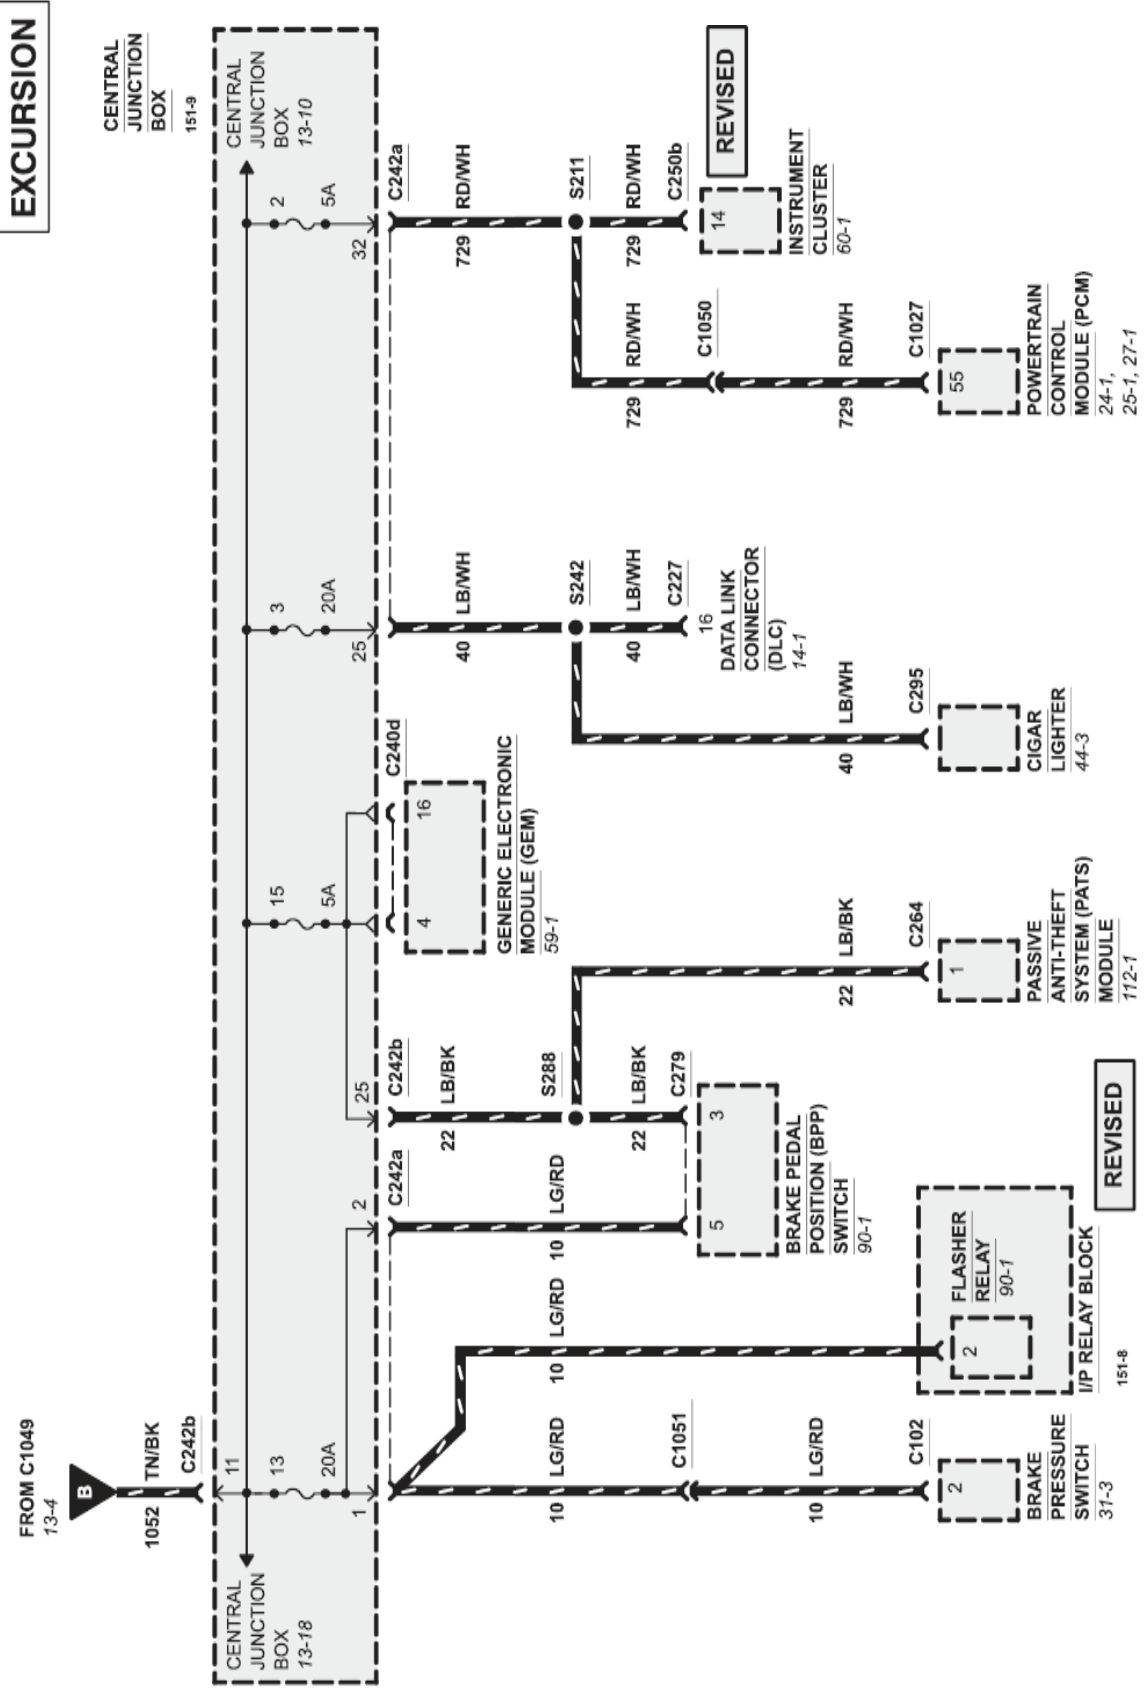 EXCURSION
FROM C1049
13-4
B
1052
TN/BK
C242b
CENTRAL
JUNCTION
BOX
151-9
CENTRAL
JUNCTION
BOX
13-18
11
13
20A
1
2
25
15
5A
3
20A
25
2
5A
32
CENTRAL
JUNCTION
BOX
13-10
C242a
C242b
C240d
C242a
4
16
GENERIC ELECTRONIC
MODULE (GEM)
59-1
10
LG/RD
C1051
10
LG/RD
C102
2
BRAKE
PRESSURE
SWITCH
31-3
10
LG/RD
2
FLASHER
RELAY
90-1
I/P RELAY BLOCK
151-8
REVISED
10
LG/RD
22
LB/BK
S288
22
LB/BK
C279
5
3
BRAKE PEDAL
POSITION (BPP)
SWITCH
90-1
22
LB/BK
C264
1
PASSIVE
ANTI-THEFT
SYSTEM (PATS)
MODULE
112-1
40
LB/WH
S242
40
LB/WH
C227
16
DATA LINK
CONNECTOR
(DLC)
14-1
40
LB/WH
C295
CIGAR
LIGHTER
44-3
729
RD/WH
S211
729
RD/WH
C250b
14
INSTRUMENT
CLUSTER
60-1
REVISED
729
RD/WH
C1050
729
RD/WH
C1027
55
POWERTRAIN
CONTROL
MODULE (PCM)
24-1,
25-1, 27-1